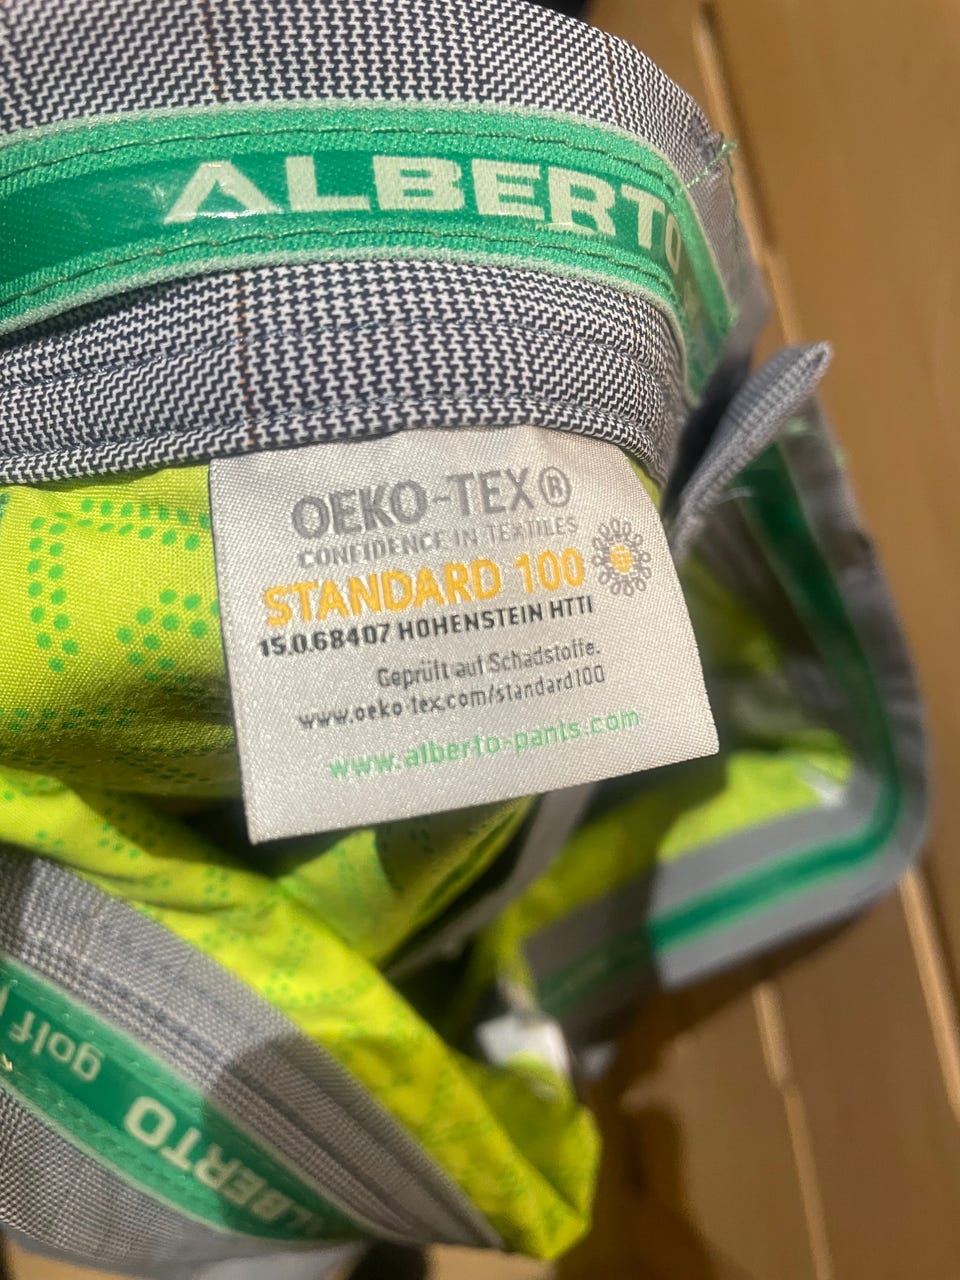 ALBERTO
OEKO-TEX®
CONFIDENCE IN TEXTILES
STANDARD 100
15.0.68407 HOHENSTEIN HTTI
Geprüft auf Schadstoffe.
www.oeko-tex.com/standard100
www.alberto-pants.com
golf
ALBERTO